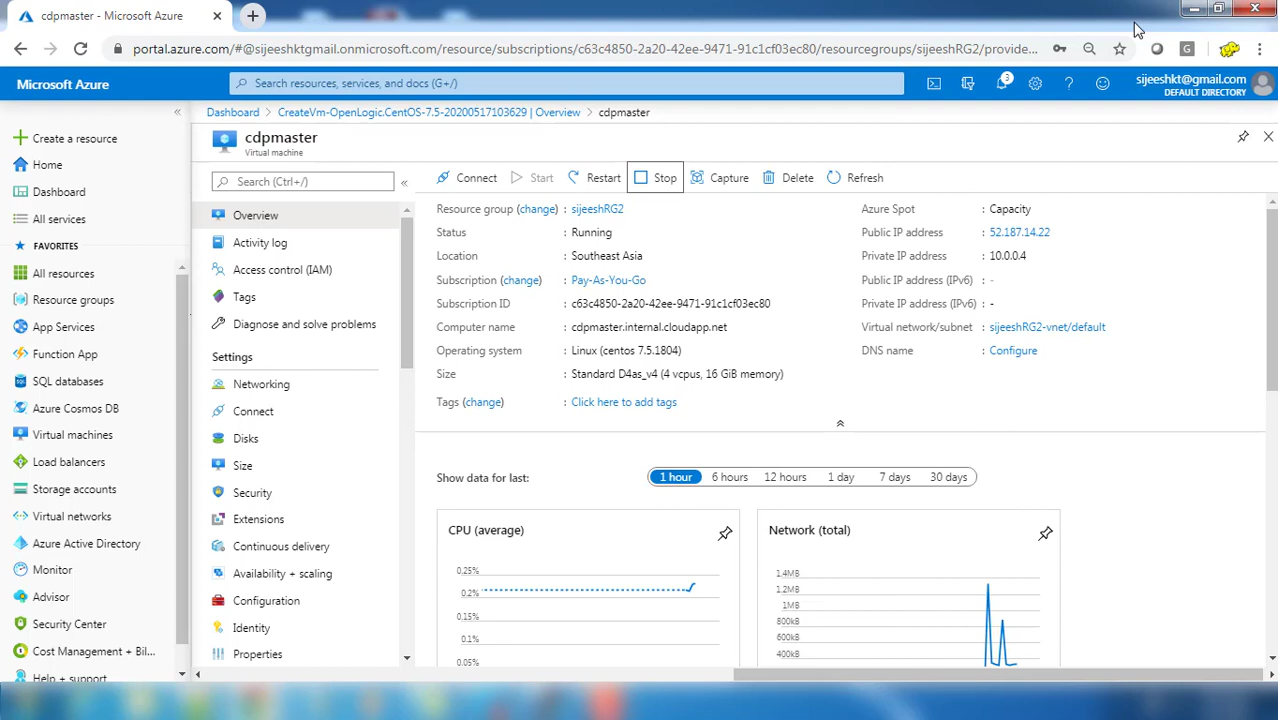 cdpmaster - Microsoft Azure
portal.azure.com/#@sijeeshktgmail.onmicrosoft.com/resource/subscriptions/c63c4850-2a20-42ee-9471-91c1cf03ec80/resourcegroups/sijeeshRG2/provide...
Microsoft Azure
Search resources, services, and docs (G+/)
3
sijeeshkt@gmail.com
DEFAULT DIRECTORY
Dashboard > CreateVm-OpenLogic.CentOS-7.5-20200517103629 | Overview > cdpmaster
Create a resource
Home
Dashboard
All services
FAVORITES
All resources
Resource groups
App Services
Function App
SQL databases
Azure Cosmos DB
Virtual machines
Load balancers
Storage accounts
Virtual networks
Azure Active Directory
Monitor
Advisor
Security Center
Cost Management + Bil...
Help + support
cdpmaster
Virtual machine
Search (Ctrl+/)
Overview
Activity log
Access control (IAM)
Tags
Diagnose and solve problems
Settings
Networking
Connect
Disks
Size
Security
Extensions
Continuous delivery
Availability + scaling
Configuration
Identity
Properties
Connect Start Restart Stop Capture Delete Refresh
Resource group (change) : sijeeshRG2
Status : Running
Location : Southeast Asia
Subscription (change) : Pay-As-You-Go
Subscription ID : c63c4850-2a20-42ee-9471-91c1cf03ec80
Computer name : cdpmaster.internal.cloudapp.net
Operating system : Linux (centos 7.5.1804)
Size : Standard D4as_v4 (4 vcpus, 16 GiB memory)
Tags (change) : Click here to add tags
Azure Spot : Capacity
Public IP address : 52.187.14.22
Private IP address : 10.0.0.4
Public IP address (IPv6) : -
Private IP address (IPv6) : -
Virtual network/subnet : sijeeshRG2-vnet/default
DNS name : Configure
Show data for last: 1 hour 6 hours 12 hours 1 day 7 days 30 days
CPU (average)
0.25%
0.2%
0.15%
0.1%
0.05%
Network (total)
1.4MB
1.2MB
1MB
800kB
600kB
400kB